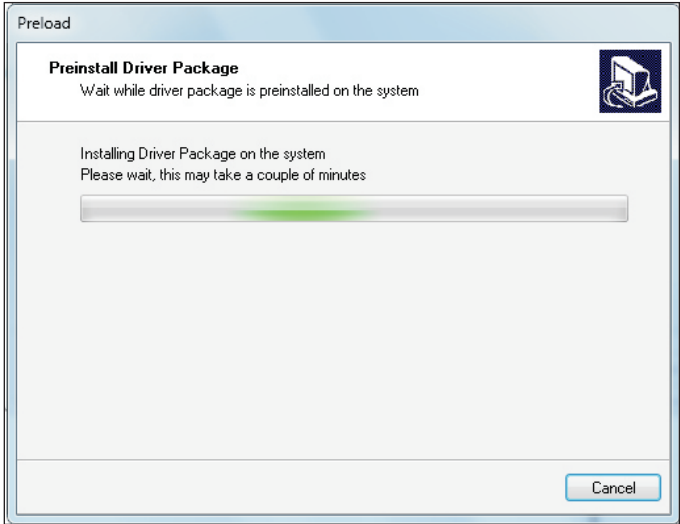 Preload
Preinstall Driver Package
Wait while driver package is preinstalled on the system
Installing Driver Package on the system
Please wait, this may take a couple of minutes
Cancel